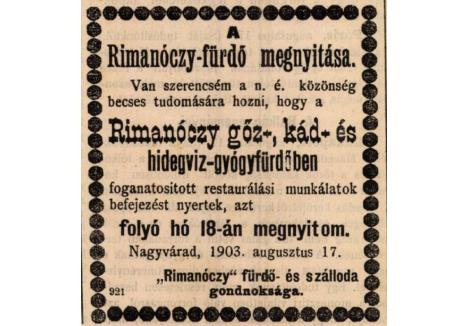 A
Rimanóczy-fürdő megnyitása.
Van szerencsém a n. é. közönség
becses tudomására hozni, hogy a
Rimanóczy gőz-, kád- és
hidegviz-gyógyfürdőben
foganatositott restaurálási munkálatok
befejezést nyertek, azt
folyó hó 18-án megnyitom.
Nagyvárad, 1903. augusztus 17.
„Rimanóczy“ fürdő- és szálloda
921 gondnoksága.